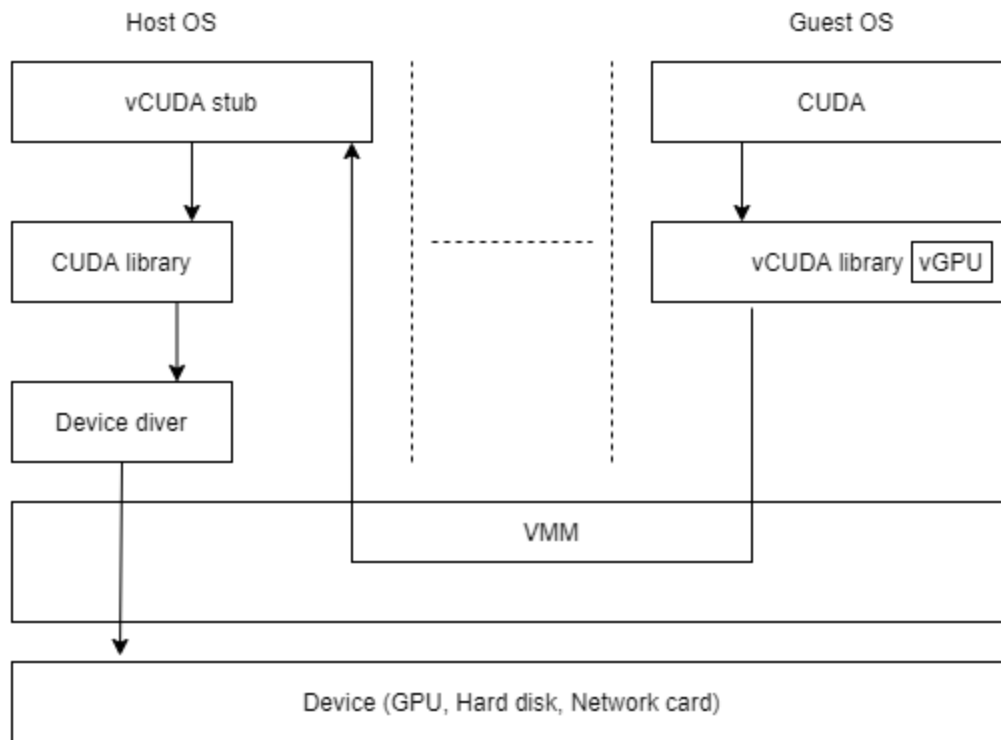 Host OS
Guest OS
vCUDA stub
CUDA
CUDA library
vCUDA library
vGPU
Device diver
VMM
Device (GPU, Hard disk, Network card)